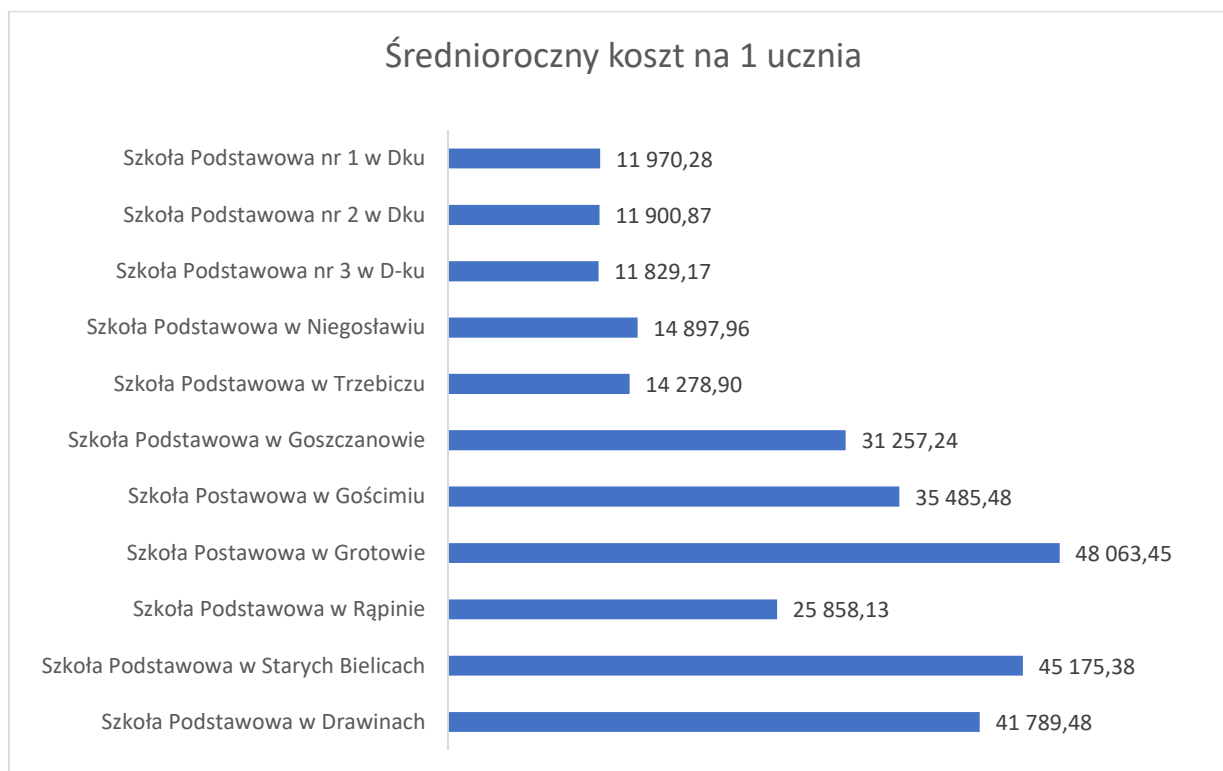 Średnioroczny koszt na 1 ucznia
Szkoła Podstawowa nr 1 w Dku 11 970,28
Szkoła Podstawowa nr 2 w Dku 11 900,87
Szkoła Podstawowa nr 3 w D-ku 11 829,17
Szkoła Podstawowa w Niegosławiu 14 897,96
Szkoła Podstawowa w Trzebiczu 14 278,90
Szkoła Podstawowa w Goszczanowie 31 257,24
Szkoła Postawowa w Gościmiu 35 485,48
Szkoła Postawowa w Grotowie 48 063,45
Szkoła Podstawowa w Rąpinie 25 858,13
Szkoła Podstawowa w Starych Bielicach 45 175,38
Szkoła Podstawowa w Drawinach 41 789,48